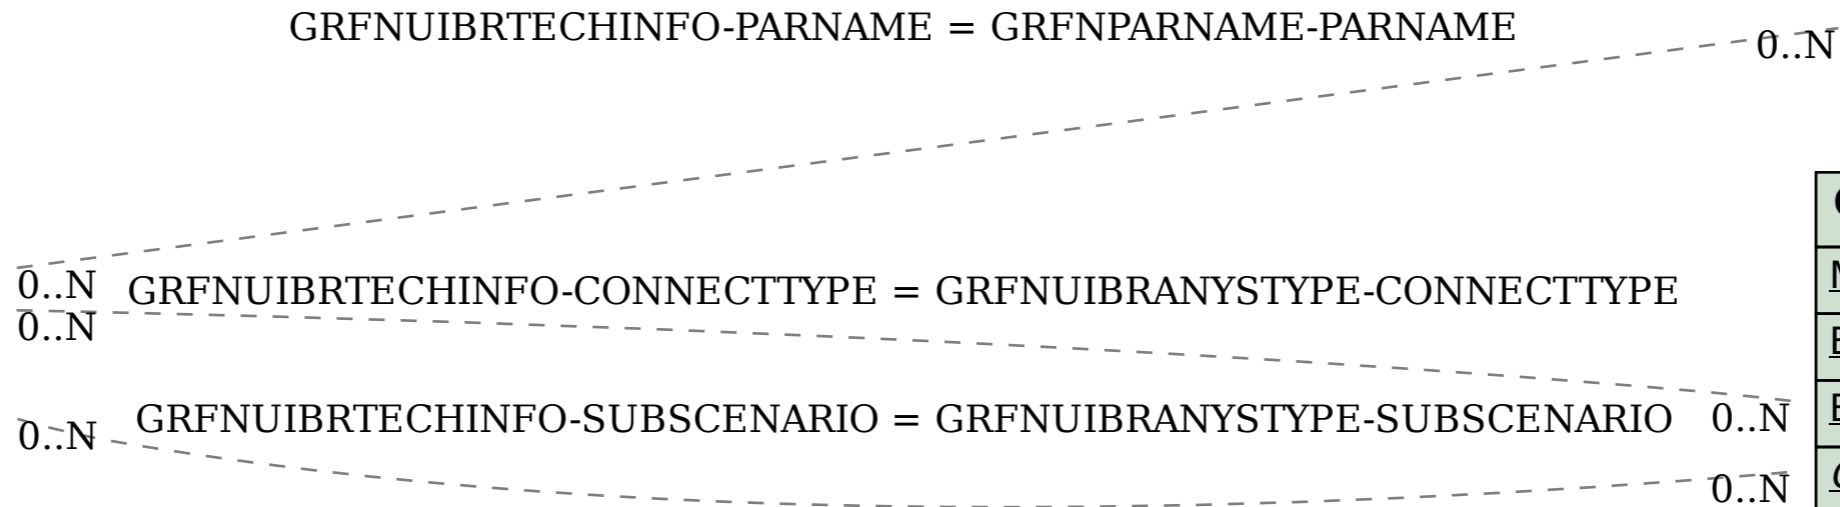 GRFNUIBRTECHINFO-PARNAME = GRFNPARNAME-PARNAME
0..N
0..N
GRFNUIBRTECHINFO-CONNECTTYPE = GRFNUIBRANYSTYPE-CONNECTTYPE
0..N
GRFNUIBRTECHINFO-SUBSCENARIO = GRFNUIBRANYSTYPE-SUBSCENARIO
0..N
0..N
0..N